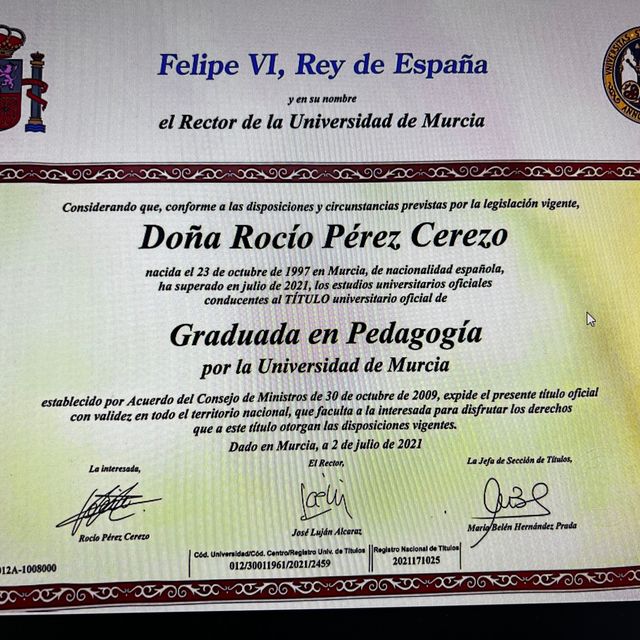 Felipe VI, Rey de España
y en su nombre
el Rector de la Universidad de Murcia
Considerando que, conforme a las disposiciones y circunstancias previstas por la legislación vigente,
Doña Rocío Pérez Cerezo
nacida el 23 de octubre de 1997 en Murcia, de nacionalidad española,
ha superado en julio de 2021, los estudios universitarios oficiales
conducentes al TÍTULO universitario oficial de
Graduada en Pedagogía
por la Universidad de Murcia
establecido por Acuerdo del Consejo de Ministros de 30 de octubre de 2009, expide el presente título oficial
con validez en todo el territorio nacional, que faculta a la interesada para disfrutar los derechos
que a este título otorgan las disposiciones vigentes.
Dado en Murcia, a 2 de julio de 2021
La interesada,
El Rector,
La Jefa de Sección de Títulos,
Rocío Pérez Cerezo
José Luján Alcaraz
María Belén Hernández Prada
012A-1008000
Cód. Universidad/Cód. Centro/Registro Univ. de Títulos
012/30011961/2021/2459
Registro Nacional de Títulos
2021171025